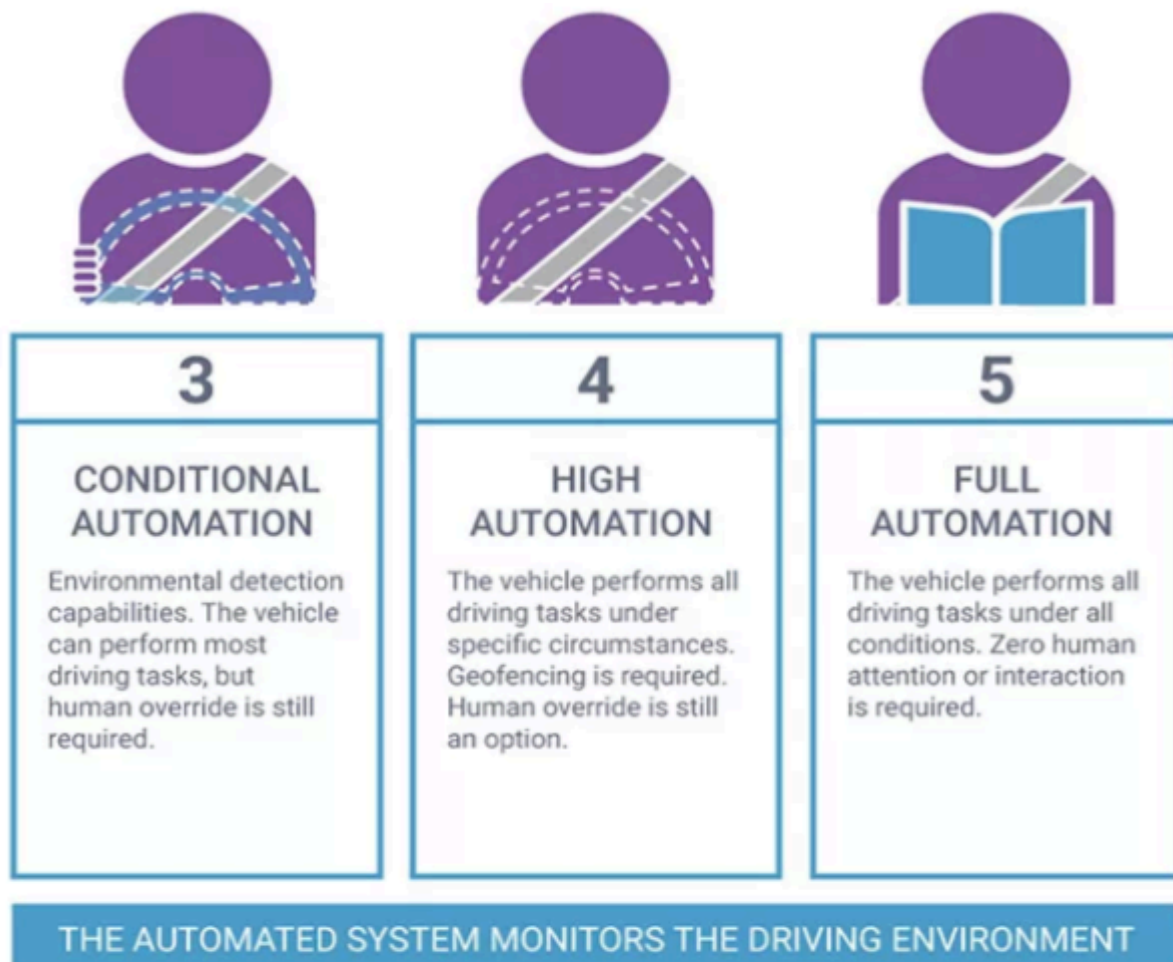 3
CONDITIONAL
AUTOMATION
Environmental detection
capabilities. The vehicle
can perform most
driving tasks, but
human override is still
required.
4
HIGH
AUTOMATION
The vehicle performs all
driving tasks under
specific circumstances.
Geofencing is required.
Human override is still
an option.
5
FULL
AUTOMATION
The vehicle performs all
driving tasks under all
conditions. Zero human
attention or interaction
is required.
THE AUTOMATED SYSTEM MONITORS THE DRIVING ENVIRONMENT